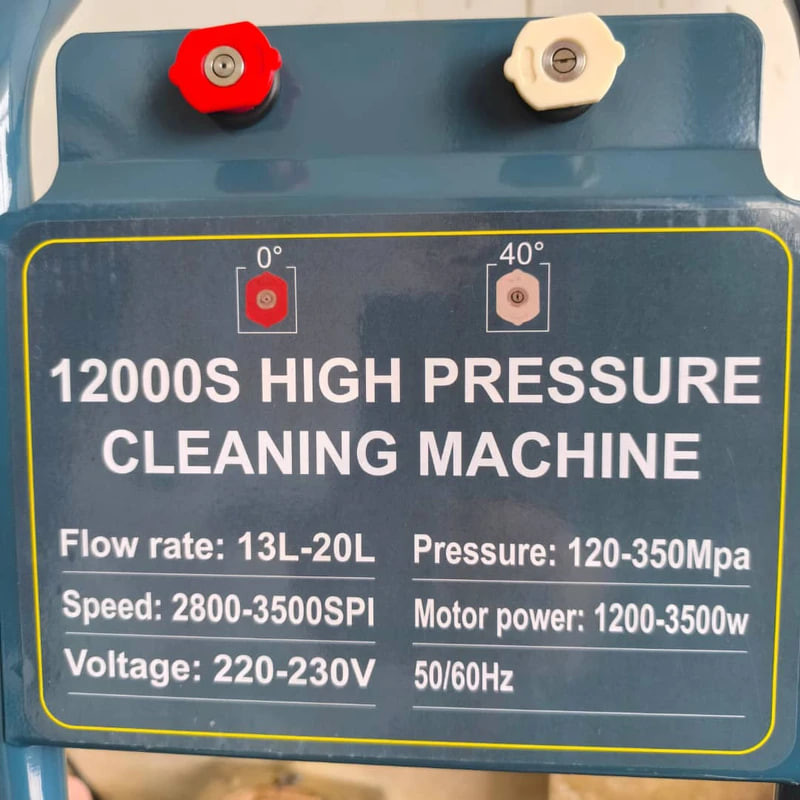 0° 40°
12000S HIGH PRESSURE
CLEANING MACHINE
Flow rate: 13L-20L Pressure: 120-350Mpa
Speed: 2800-3500SPI Motor power: 1200-3500w
Voltage: 220-230V 50/60Hz